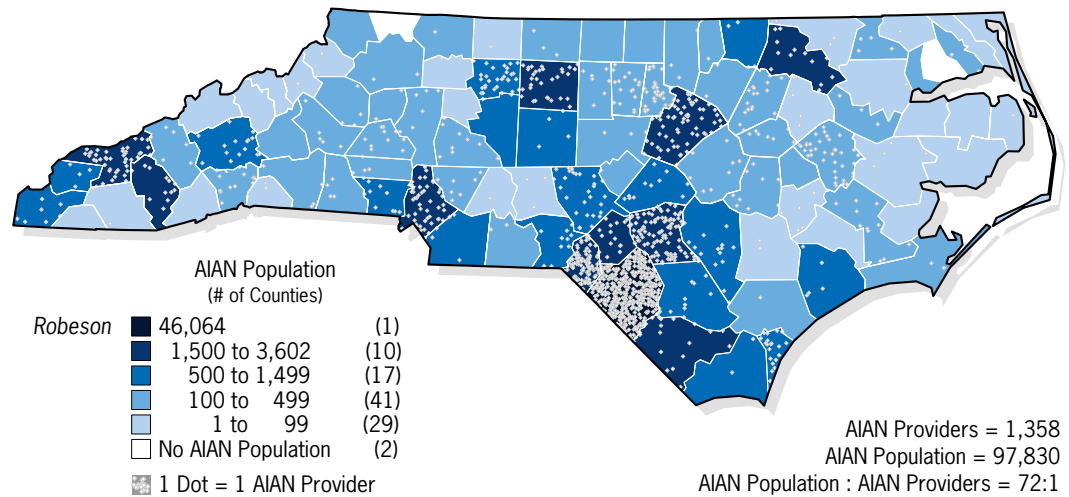 AIAN Population
(# of Counties)
Robeson 46,064 (1)
1,500 to 3,602 (10)
500 to 1,499 (17)
100 to 499 (41)
1 to 99 (29)
No AIAN Population (2)
1 Dot = 1 AIAN Provider
AIAN Providers = 1,358
AIAN Population = 97,830
AIAN Population : AIAN Providers = 72:1